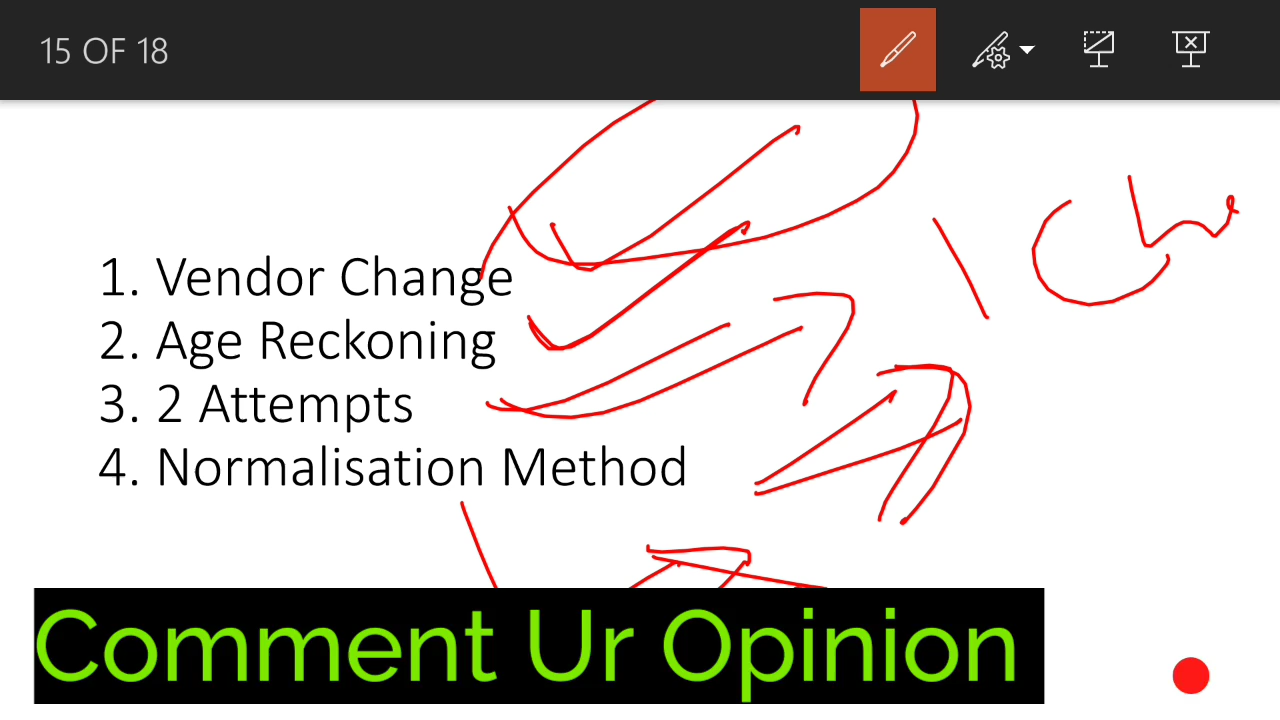 15 OF 18
1. Vendor Change
2. Age Reckoning
3. 2 Attempts
4. Normalisation Method
Comment Ur Opinion